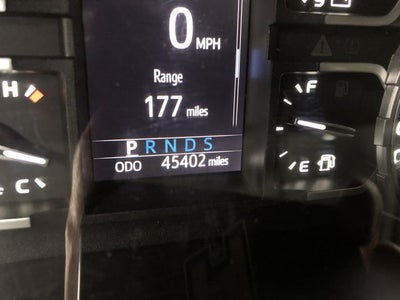 0 MPH
H
F
Range
177 miles
P R N D S
E
C
ODO 45402 miles